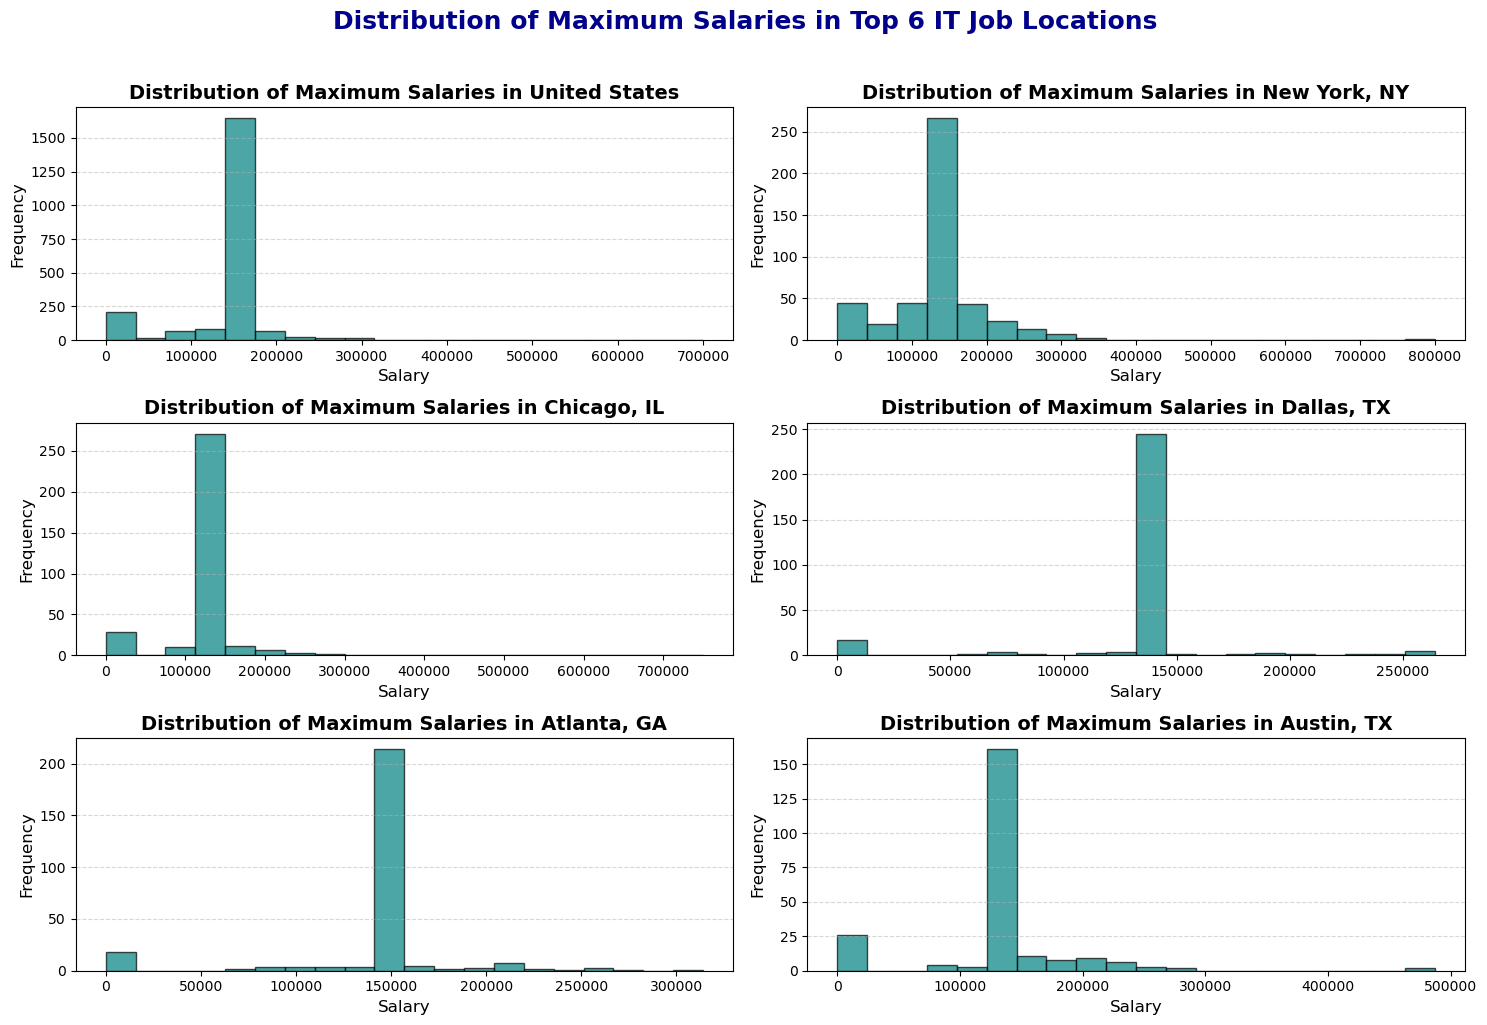 Distribution of Maximum Salaries in Top 6 IT Job Locations
Distribution of Maximum Salaries in United States
Frequency
1500
1250
1000
750
500
250
0
0 100000 200000 300000 400000 500000 600000 700000
Salary
Distribution of Maximum Salaries in New York, NY
Frequency
250
200
150
100
50
0
0 100000 200000 300000 400000 500000 600000 700000 800000
Salary
Distribution of Maximum Salaries in Chicago, IL
Frequency
250
200
150
100
50
0
0 100000 200000 300000 400000 500000 600000 700000
Salary
Distribution of Maximum Salaries in Dallas, TX
Frequency
250
200
150
100
50
0
0 50000 100000 150000 200000 250000
Salary
Distribution of Maximum Salaries in Atlanta, GA
Frequency
200
150
100
50
0
0 50000 100000 150000 200000 250000 300000
Salary
Distribution of Maximum Salaries in Austin, TX
Frequency
150
125
100
75
50
25
0
0 100000 200000 300000 400000 500000
Salary